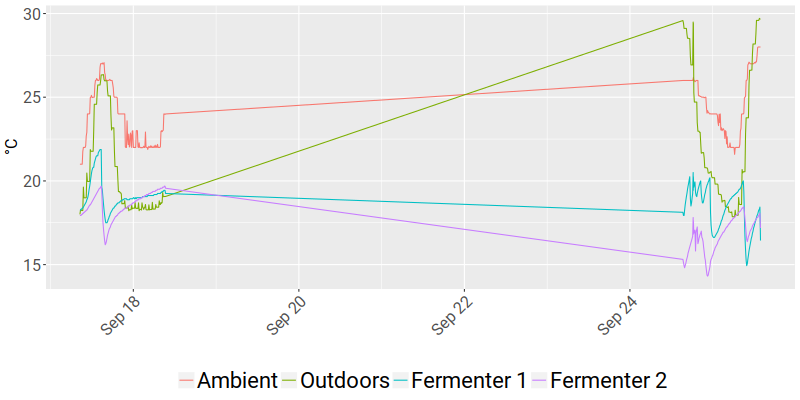 30
°C
25
20
15
Sep 18
Sep 20
Sep 22
Sep 24
Ambient Outdoors Fermenter 1 Fermenter 2